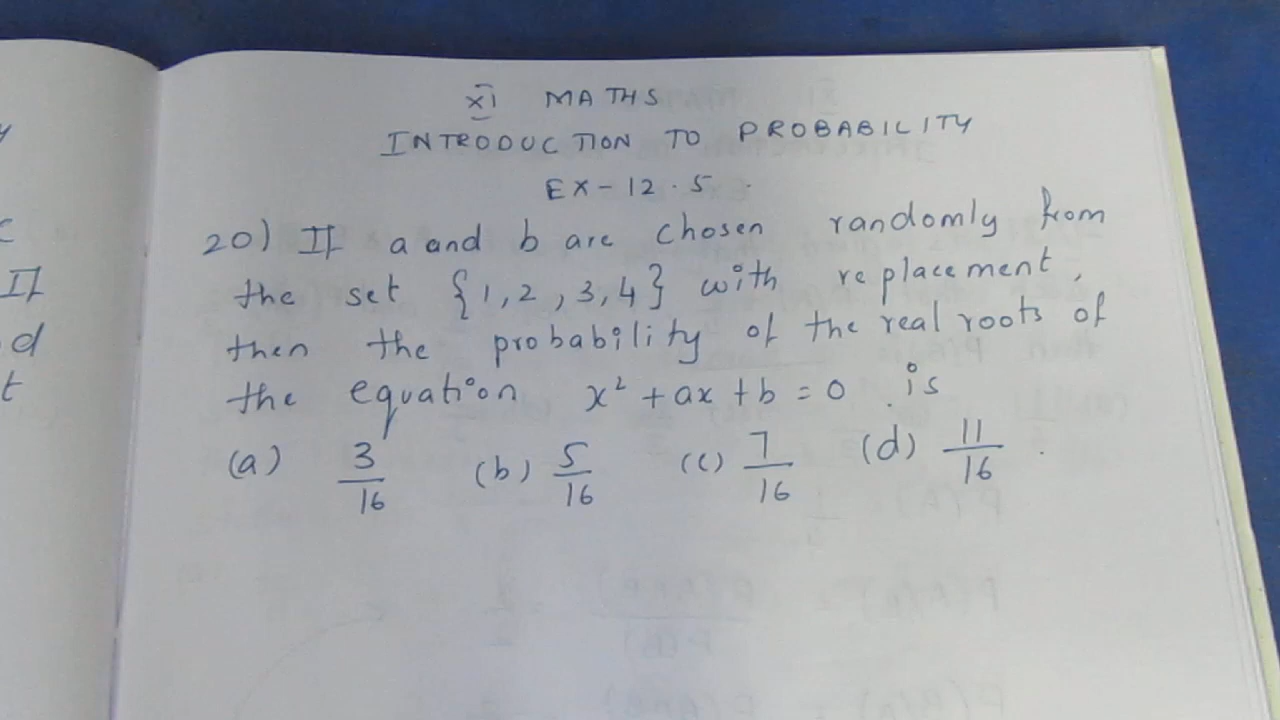 XI MATHS
INTRODUCTION TO PROBABILITY
EX - 12.5
20) If a and b are chosen randomly from
the set {1, 2, 3, 4} with replacement,
then the probability of the real roots of
the equation x² + ax + b = 0 is
(a) 3/16 (b) 5/16 (c) 7/16 (d) 11/16